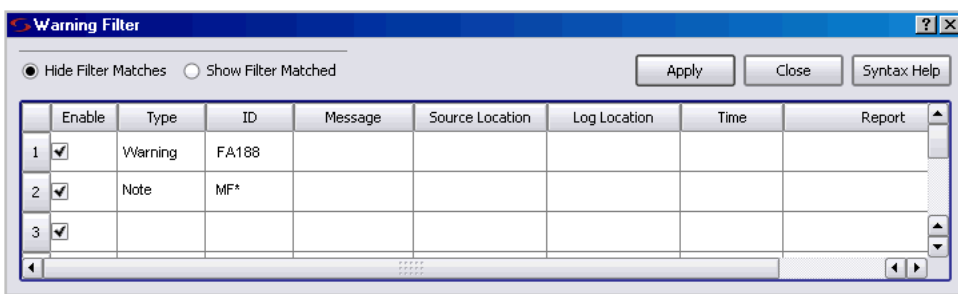 Warning Filter
Hide Filter Matches Show Filter Matched Apply Close Syntax Help
Enable Type ID Message Source Location Log Location Time Report
1 Warning FA188
2 Note MF*
3